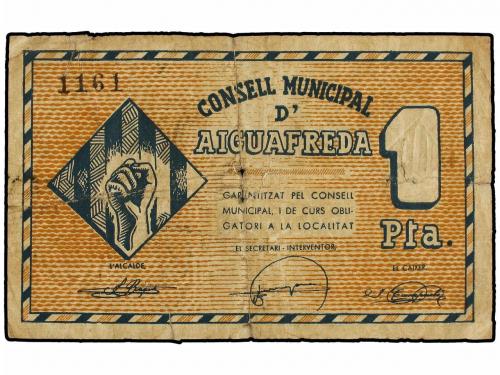 1161
CONSELL MUNICIPAL
D'
AIGUAFREDA
1
Pta.
GARANTITZAT PEL CONSELL
MUNICIPAL, I DE CURS OBLI-
GATORI A LA LOCALITAT
EL SECRETARI - INTERVENTOR,
L'ALCALDE,
EL CAIXER,